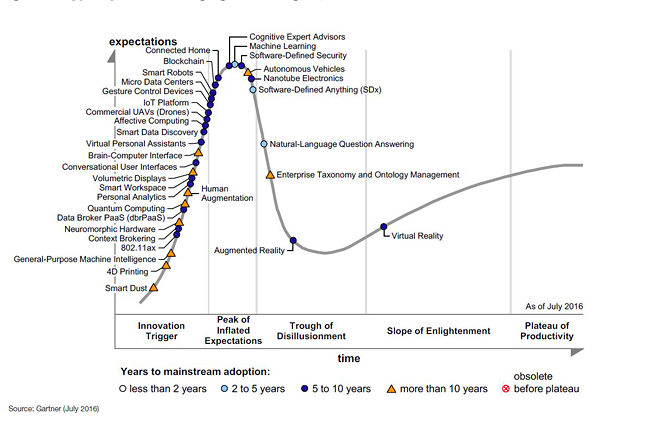 expectations
Cognitive Expert Advisors
Machine Learning
Software-Defined Security
Connected Home
Blockchain
Smart Robots
Micro Data Centers
Gesture Control Devices
IoT Platform
Commercial UAVs (Drones)
Affective Computing
Smart Data Discovery
Virtual Personal Assistants
Brain-Computer Interface
Conversational User Interfaces
Volumetric Displays
Smart Workspace
Personal Analytics
Quantum Computing
Data Broker PaaS (dbrPaaS)
Neuromorphic Hardware
Context Brokering
802.11ax
General-Purpose Machine Intelligence
4D Printing
Smart Dust
Human
Augmentation
Autonomous Vehicles
Nanotube Electronics
Software-Defined Anything (SDx)
Natural-Language Question Answering
Enterprise Taxonomy and Ontology Management
Augmented Reality
Virtual Reality
As of July 2016
Innovation
Trigger
Peak of
Inflated
Expectations
Trough of
Disillusionment
Slope of Enlightenment
Plateau of
Productivity
time
Years to mainstream adoption:
less than 2 years
2 to 5 years
5 to 10 years
more than 10 years
obsolete
before plateau
Source: Gartner (July 2016)